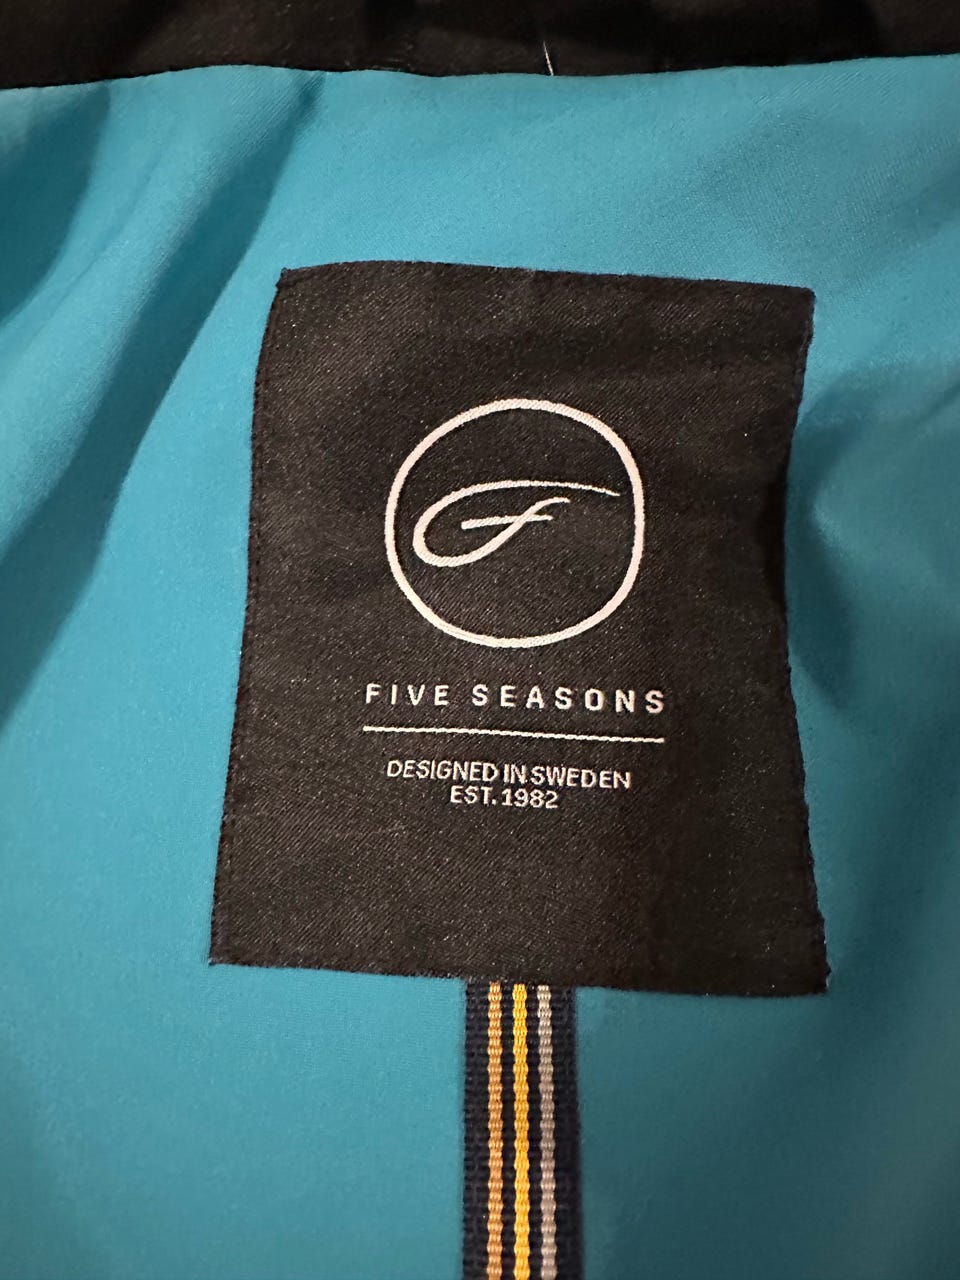 F
FIVE SEASONS
DESIGNED IN SWEDEN
EST. 1982